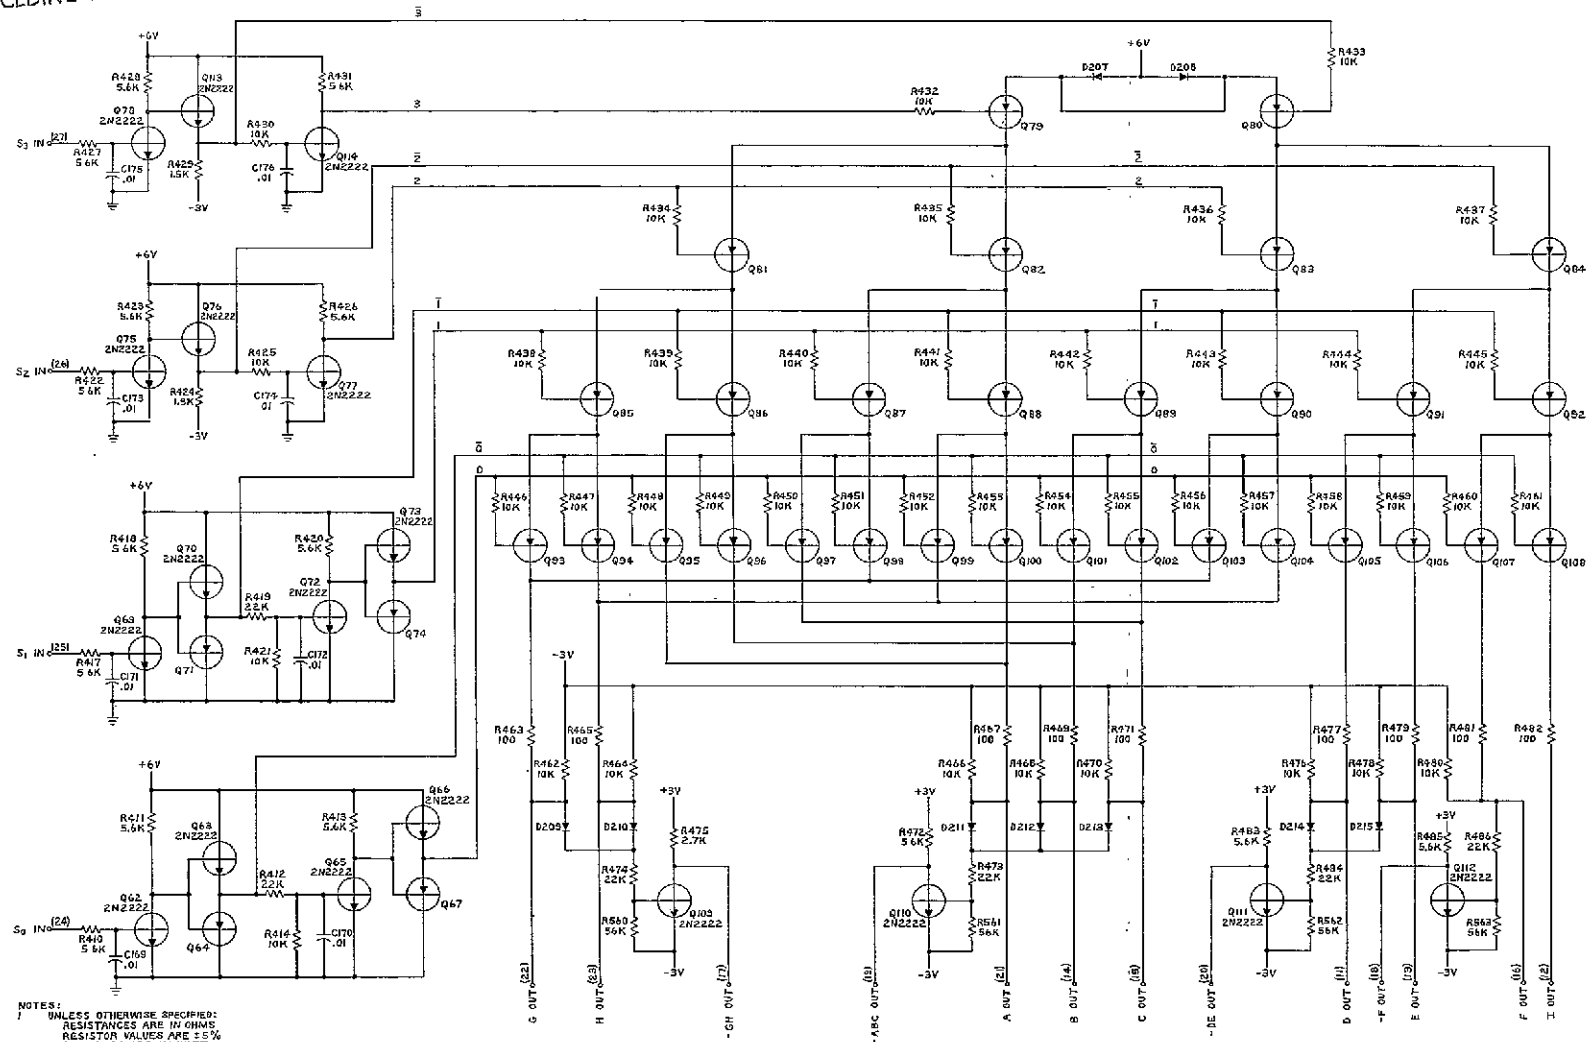 +6V
R428
5.6K
Q113
2N2222
R431
5.6K
Q78
2N2222
R430
10K
S3 IN (27)
R427
5.6K
C175
.01
R429
1.5K
C176
.01
Q114
2N2222
-3V
3
3
R432
10K
D207
+6V
D208
R433
10K
Q79
Q80
2
2
2
2
R434
10K
R435
10K
R436
10K
R437
10K
Q81
Q82
Q83
Q84
+6V
R423
5.6K
Q76
2N2222
R426
5.6K
Q75
2N2222
R425
10K
S2 IN (26)
R422
5.6K
C173
.01
R424
1.5K
C174
.01
Q77
2N2222
-3V
1
1
1
1
R438
10K
R439
10K
R440
10K
R441
10K
R442
10K
R443
10K
R444
10K
R445
10K
Q85
Q86
Q87
Q88
Q89
Q90
Q91
Q92
0
0
0
0
R446
10K
R447
10K
R448
10K
R449
10K
R450
10K
R451
10K
R452
10K
R453
10K
R454
10K
R455
10K
R456
10K
R457
10K
R458
10K
R459
10K
R460
10K
R461
10K
Q93
Q94
Q95
Q96
Q97
Q98
Q99
Q100
Q101
Q102
Q103
Q104
Q105
Q106
Q107
Q108
+6V
R418
5.6K
Q70
2N2222
R420
5.6K
Q73
2N2222
R419
22K
Q72
2N2222
Q69
2N2222
S1 IN (25)
R417
5.6K
C171
.01
Q71
R421
10K
C172
.01
Q74
-3V
R463
100
R465
100
R467
100
R469
100
R471
100
R477
100
R479
100
R481
100
R482
100
R462
10K
R464
10K
R466
10K
R468
10K
R470
10K
R476
10K
R478
10K
R480
10K
+6V
R411
5.6K
Q63
2N2222
R413
5.6K
Q66
2N2222
R412
22K
Q65
2N2222
Q62
2N2222
S0 IN (24)
R410
5.6K
C169
.01
Q64
R414
10K
C170
.01
Q67
D209
D210
+3V
R475
2.7K
R474
22K
R560
56K
Q109
2N2222
-3V
+3V
R472
5.6K
D211
D212
D213
R473
22K
Q110
2N2222
R561
56K
-3V
+3V
R483
5.6K
D214
D215
R484
22K
Q111
2N2222
R562
56K
-3V
+3V
R485
5.6K
R486
22K
Q112
2N2222
R563
56K
-3V
G OUT (22)
H OUT (23)
-GH OUT (17)
-ABC OUT (19)
A OUT (21)
B OUT (14)
C OUT (15)
-DE OUT (20)
D OUT (11)
-F OUT (18)
E OUT (13)
F OUT (16)
I OUT (12)
NOTES:
1 UNLESS OTHERWISE SPECIFIED:
RESISTANCES ARE IN OHMS
RESISTOR VALUES ARE ±5%